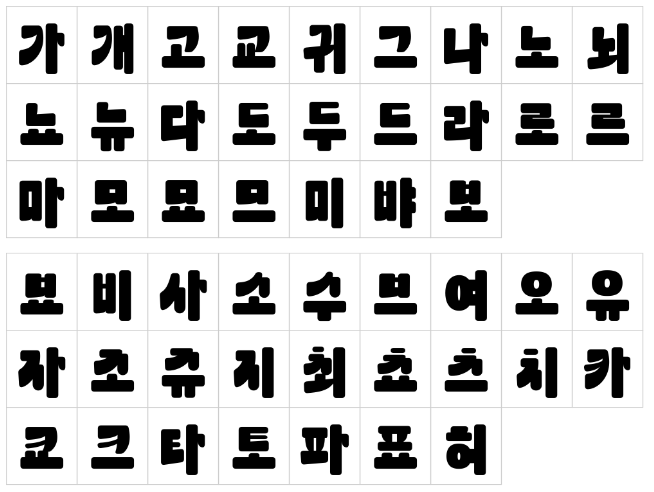 가 개 고 교 귀 그 나 노 뇌
뇨 뉴 다 도 두 드 라 로 르
마 모 묘 므 미 뱌 보
뵤 비 사 소 수 쁘 여 오 유
자 조 쥬 지 최 쵸 츠 치 카
쿄 크 타 토 파 표 허